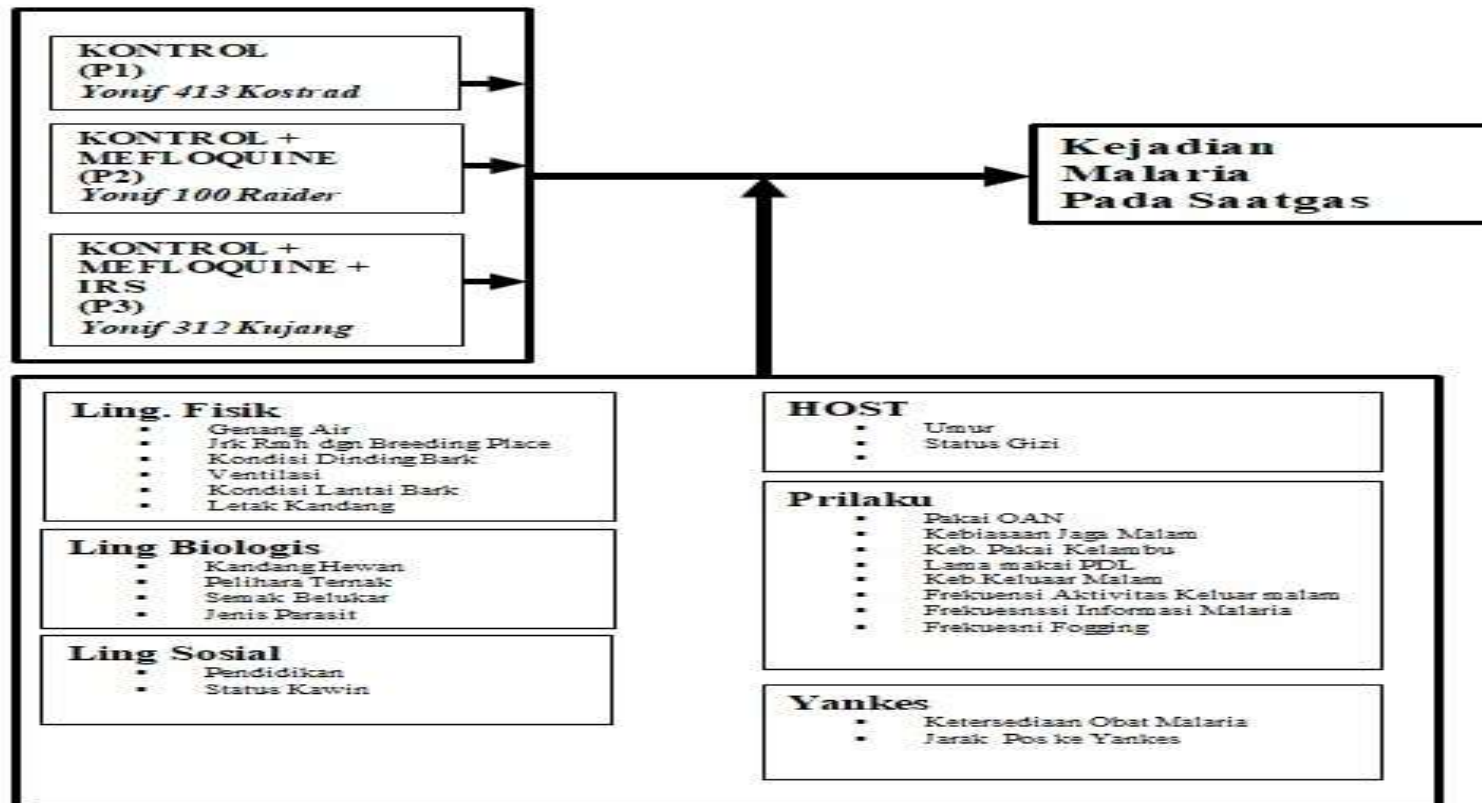 KONTROL
(P1)
Yonif 413 Kostrad
KONTROL +
MEFLOQUINE
(P2)
Yonif 100 Raider
KONTROL +
MEFLOQUINE +
IRS
(P3)
Yonif 312 Kujang
Kejadian
Malaria
Pada Saatgas
Ling. Fisik
▪ Genang Air
▪ Jrk Rmh dgn Breeding Place
▪ Kondisi Dinding Bark
▪ Ventilasi
▪ Kondisi Lantai Bark
▪ Letak Kandang
Ling Biologis
▪ Kandang Hewan
▪ Pelihara Ternak
▪ Semak Belukar
▪ Jenis Parasit
Ling Sosial
▪ Pendidikan
▪ Status Kawin
HOST
▪ Umur
▪ Status Gizi
▪
Prilaku
▪ Pakai OAN
▪ Kebiasaan Jaga Malam
▪ Keb. Pakai Kelambu
▪ Lama makai PDL
▪ Keb.Keluaar Malam
▪ Frekuensi Aktivitas Keluar malam
▪ Frekuesnssi Informasi Malaria
▪ Frekuesni Fogging
Yankes
▪ Ketersediaan Obat Malaria
▪ Jarak Pos ke Yankes